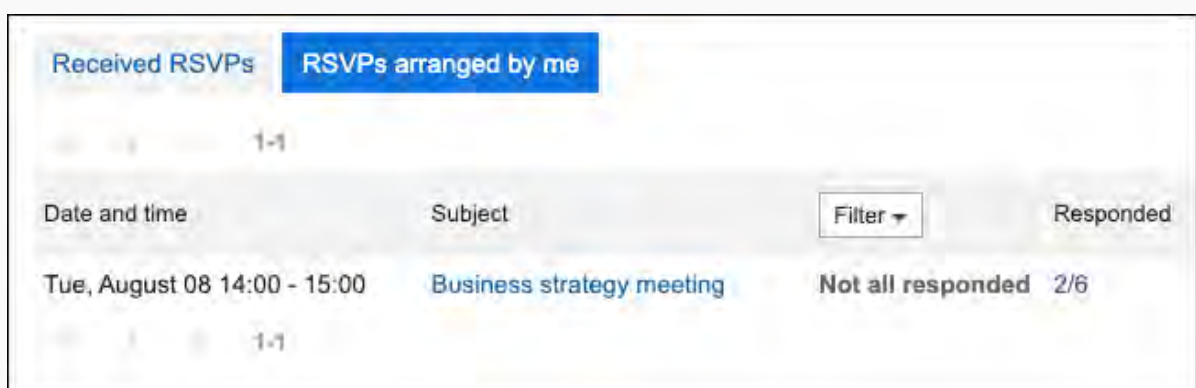 Received RSVPs RSVPs arranged by me
1-1
Date and time Subject Filter Responded
Tue, August 08 14:00 - 15:00 Business strategy meeting Not all responded 2/6
1-1